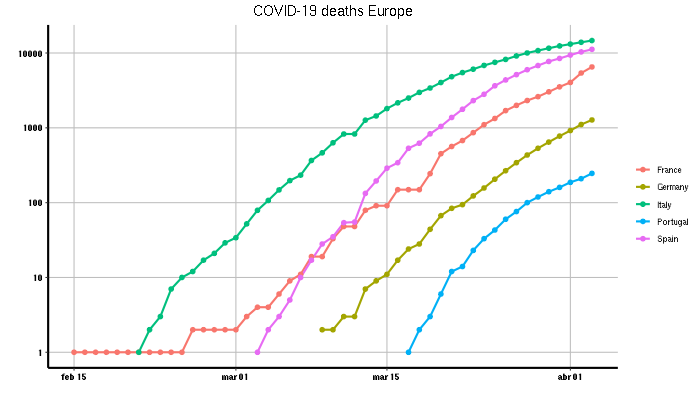 COVID-19 deaths Europe
10000
1000
100
10
1
feb 15
mar 01
mar 15
abr 01
France
Germany
Italy
Portugal
Spain